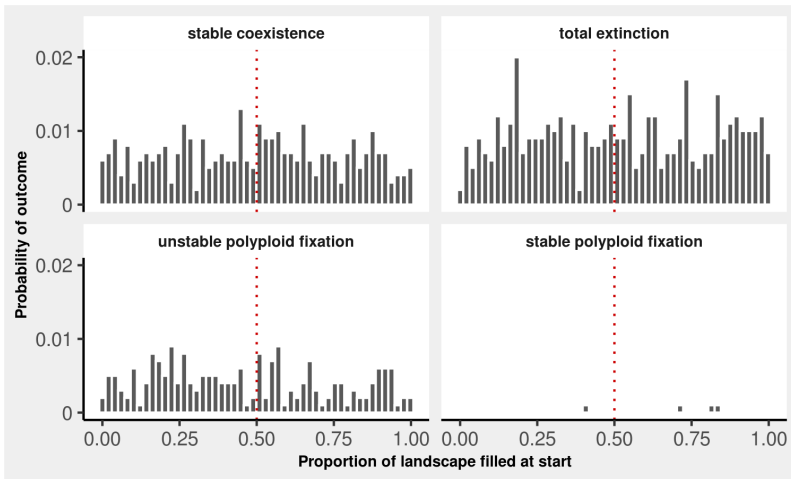 stable coexistence
total extinction
0.02
0.01
0
unstable polyploid fixation
stable polyploid fixation
0.02
0.01
0
0.00 0.25 0.50 0.75 1.00
0.00 0.25 0.50 0.75 1.00
Probability of outcome
Proportion of landscape filled at start